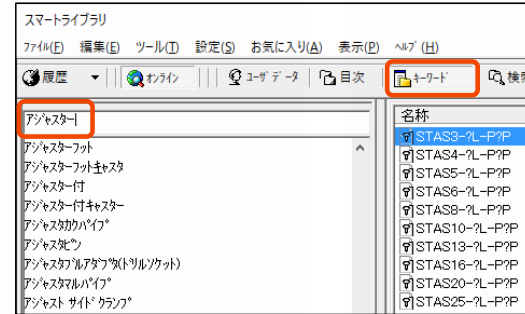 スマートライブラリ
ファイル(F) 編集(E) ツール(T) 設定(S) お気に入り(A) 表示(P) ヘルプ(H)
履歴 オンライン ユーザデータ 目次 キーワード 検索
アジャスター
名称
アジャスターフット
アジャスターフットキャスタ
アジャスター付
アジャスター付キャスター
アジャスタカクパイプ
アジャスタピン
アジャスタブルアダプタ(ドリルソケット)
アジャスタマルパイプ
アジャスト サイドクランプ
STAS3-?L-P?P
STAS4-?L-P?P
STAS5-?L-P?P
STAS6-?L-P?P
STAS8-?L-P?P
STAS10-?L-P?P
STAS13-?L-P?P
STAS16-?L-P?P
STAS20-?L-P?P
STAS25-?L-P?P